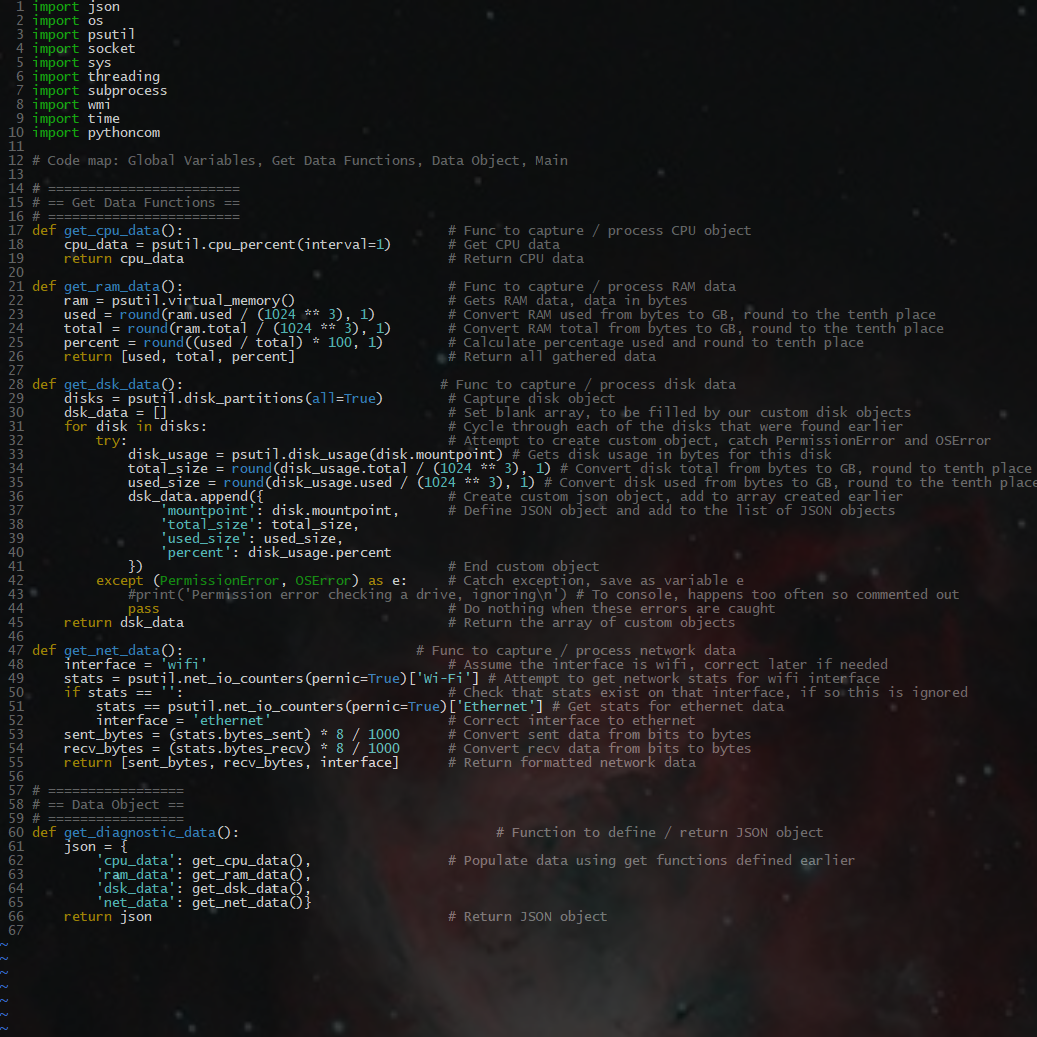 1 import json
2 import os
3 import psutil
4 import socket
5 import sys
6 import threading
7 import subprocess
8 import wmi
9 import time
10 import pythoncom
11
12 # Code map: Global Variables, Get Data Functions, Data Object, Main
13
14 # ========================
15 # == Get Data Functions ==
16 # ========================
17 def get_cpu_data():                                 # Func to capture / process CPU object
18     cpu_data = psutil.cpu_percent(interval=1)       # Get CPU data
19     return cpu_data                                 # Return CPU data
20
21 def get_ram_data():                                 # Func to capture / process RAM data
22     ram = psutil.virtual_memory()                   # Gets RAM data, data in bytes
23     used = round(ram.used / (1024 ** 3), 1)         # Convert RAM used from bytes to GB, round to the tenth place
24     total = round(ram.total / (1024 ** 3), 1)       # Convert RAM total from bytes to GB, round to the tenth place
25     percent = round((used / total) * 100, 1)        # Calculate percentage used and round to tenth place
26     return [used, total, percent]                   # Return all gathered data
27
28 def get_dsk_data():                                # Func to capture / process disk data
29     disks = psutil.disk_partitions(all=True)        # Capture disk object
30     dsk_data = []                                   # Set blank array, to be filled by our custom disk objects
31     for disk in disks:                              # Cycle through each of the disks that were found earlier
32         try:                                        # Attempt to create custom object, catch PermissionError and OSError
33             disk_usage = psutil.disk_usage(disk.mountpoint) # Gets disk usage in bytes for this disk
34             total_size = round(disk_usage.total / (1024 ** 3), 1) # Convert disk total from bytes to GB, round to tenth place
35             used_size = round(disk_usage.used / (1024 ** 3), 1) # Convert disk used from bytes to GB, round to tenth place
36             dsk_data.append({                       # Create custom json object, add to array created earlier
37                 'mountpoint': disk.mountpoint,      # Define JSON object and add to the list of JSON objects
38                 'total_size': total_size,
39                 'used_size': used_size,
40                 'percent': disk_usage.percent
41             })                                      # End custom object
42         except (PermissionError, OSError) as e:     # Catch exception, save as variable e
43             #print('Permission error checking a drive, ignoring\n') # To console, happens too often so commented out
44             pass                                    # Do nothing when these errors are caught
45     return dsk_data                                 # Return the array of custom objects
46
47 def get_net_data():                             # Func to capture / process network data
48     interface = 'wifi'                              # Assume the interface is wifi, correct later if needed
49     stats = psutil.net_io_counters(pernic=True)['Wi-Fi'] # Attempt to get network stats for wifi interface
50     if stats == '':                                 # Check that stats exist on that interface, if so this is ignored
51         stats == psutil.net_io_counters(pernic=True)['Ethernet'] # Get stats for ethernet data
52         interface = 'ethernet'                      # Correct interface to ethernet
53     sent_bytes = (stats.bytes_sent) * 8 / 1000      # Convert sent data from bits to bytes
54     recv_bytes = (stats.bytes_recv) * 8 / 1000      # Convert recv data from bits to bytes
55     return [sent_bytes, recv_bytes, interface]      # Return formatted network data
56
57 # =================
58 # == Data Object ==
59 # =================
60 def get_diagnostic_data():                                # Function to define / return JSON object
61     json = {
62         'cpu_data': get_cpu_data(),                 # Populate data using get functions defined earlier
63         'ram_data': get_ram_data(),
64         'dsk_data': get_dsk_data(),
65         'net_data': get_net_data()}
66     return json                                     # Return JSON object
67
~
~
~
~
~
~
~